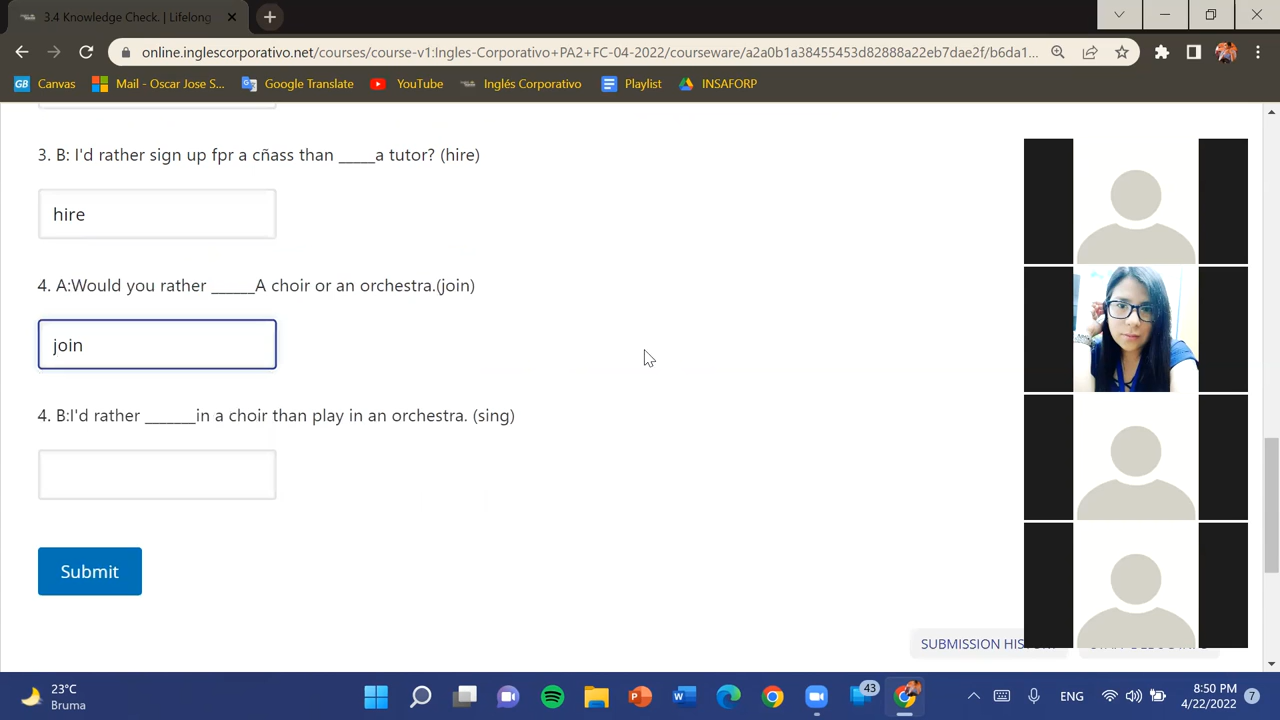 3.4 Knowledge Check. | Lifelong
online.inglescorporativo.net/courses/course-v1:Ingles-Corporativo+PA2+FC-04-2022/courseware/a2a0b1a38455453d82888a22eb7dae2f/b6da1...
Canvas Mail - Oscar Jose S... Google Translate YouTube Inglés Corporativo Playlist INSAFORP
3. B: I'd rather sign up fpr a cñass than _____a tutor? (hire)
hire
4. A:Would you rather ______A choir or an orchestra.(join)
join
4. B:I'd rather _______in a choir than play in an orchestra. (sing)
Submit
SUBMISSION HIS
23°C
Bruma
43
ENG
8:50 PM
4/22/2022
7